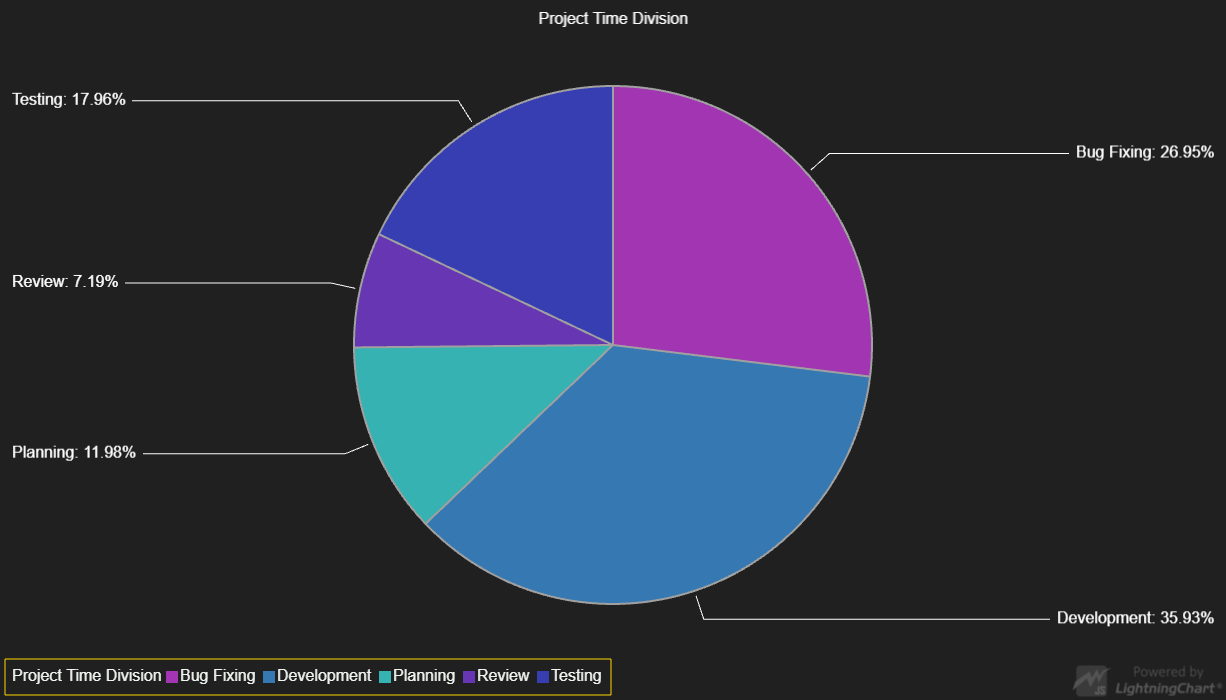 Project Time Division
Testing: 17.96%
Bug Fixing: 26.95%
Review: 7.19%
Planning: 11.98%
Development: 35.93%
Project Time Division Bug Fixing Development Planning Review Testing
Powered by
JS LightningChart®